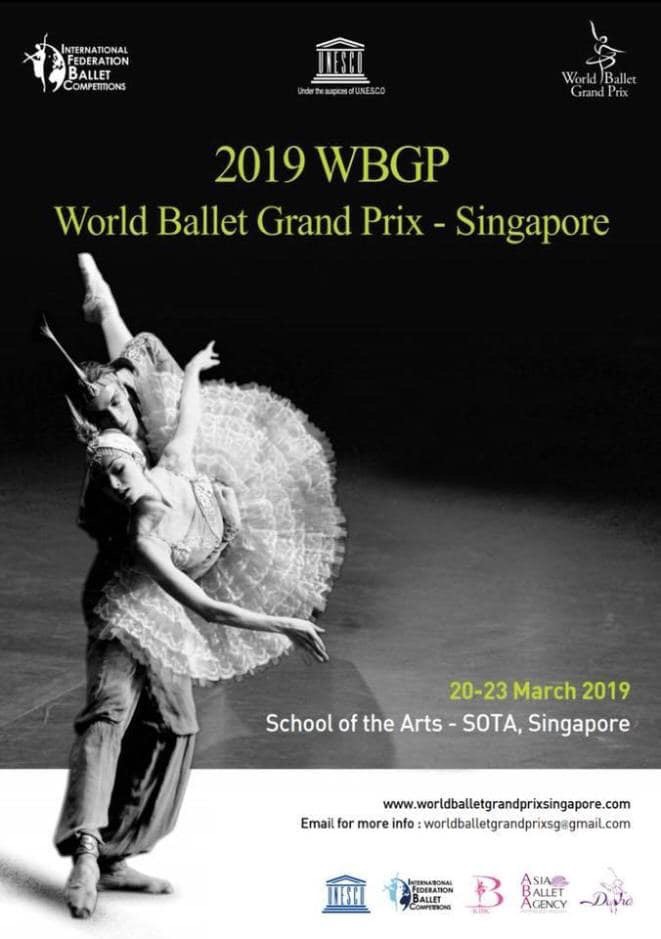 INTERNATIONAL
FEDERATION
BALLET
COMPETITIONS
UNESCO
Under the auspices of U.N.E.S.C.O
World Ballet
Grand Prix
2019 WBGP
World Ballet Grand Prix - Singapore
20-23 March 2019
School of the Arts - SOTA, Singapore
www.worldballetgrandprixsingapore.com
Email for more info : worldballetgrandprixsg@gmail.com
UNESCO
INTERNATIONAL
FEDERATION
BALLET
COMPETITIONS
B
ASIA
BALLET
AGENCY